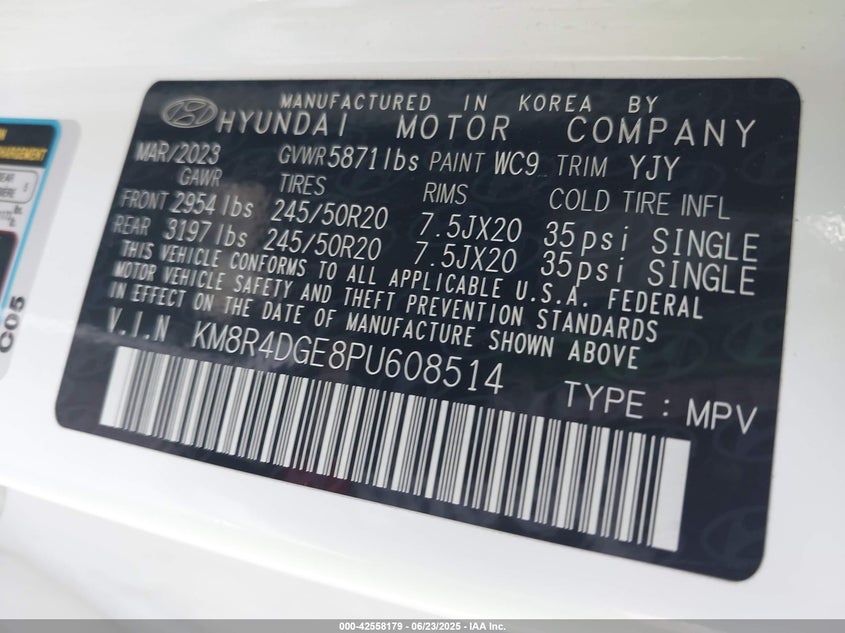 MANUFACTURED IN KOREA BY
HYUNDAI MOTOR COMPANY
MAR/2023 GVWR5871lbs PAINT WC9 TRIM YJY
GAWR TIRES RIMS COLD TIRE INFL
FRONT 2954lbs 245/50R20 7.5JX20 35psi SINGLE
REAR 3197lbs 245/50R20 7.5JX20 35psi SINGLE
THIS VEHICLE CONFORMS TO ALL APPLICABLE U.S.A. FEDERAL
MOTOR VEHICLE SAFETY AND THEFT PREVENTION STANDARDS
IN EFFECT ON THE DATE OF MANUFACTURE SHOWN ABOVE
V.I.N KM8R4DGE8PU608514
TYPE : MPV
C05
000-42558179 - 06/23/2025 - IAA Inc.